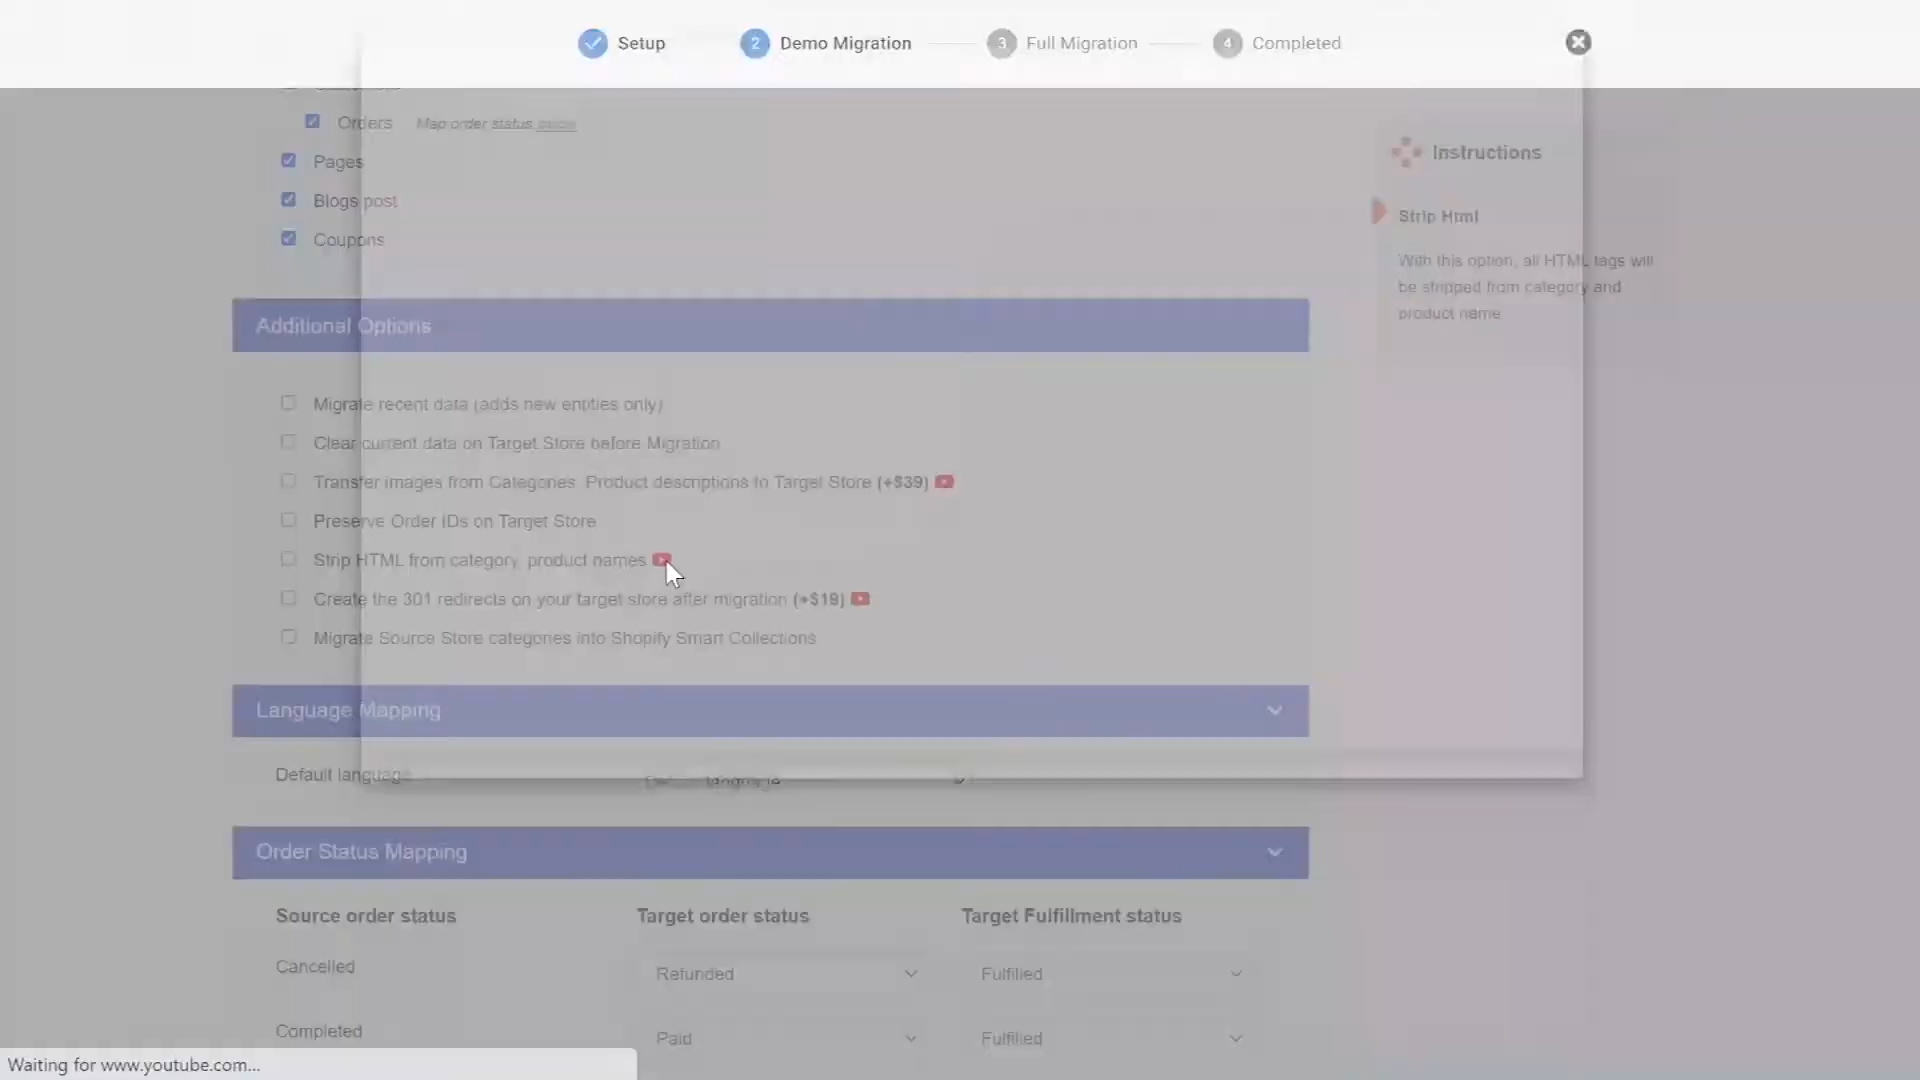 Setup
2 Demo Migration
3 Full Migration
4 Completed
Orders Map order status below
Pages
Blogs post
Coupons
Instructions
Strip Html
With this option, all HTML tags will
be stripped from category and
product name
Additional Options
Migrate recent data (adds new entities only)
Clear current data on Target Store before Migration
Transfer images from Categories, Product descriptions to Target Store (+$39)
Preserve Order IDs on Target Store
Strip HTML from category, product names
Create the 301 redirects on your target store after migration (+$19)
Migrate Source Store categories into Shopify Smart Collections
Language Mapping
Default language
Order Status Mapping
Source order status Target order status Target Fulfillment status
Cancelled Refunded Fulfilled
Completed Paid Fulfilled
Waiting for www.youtube.com...